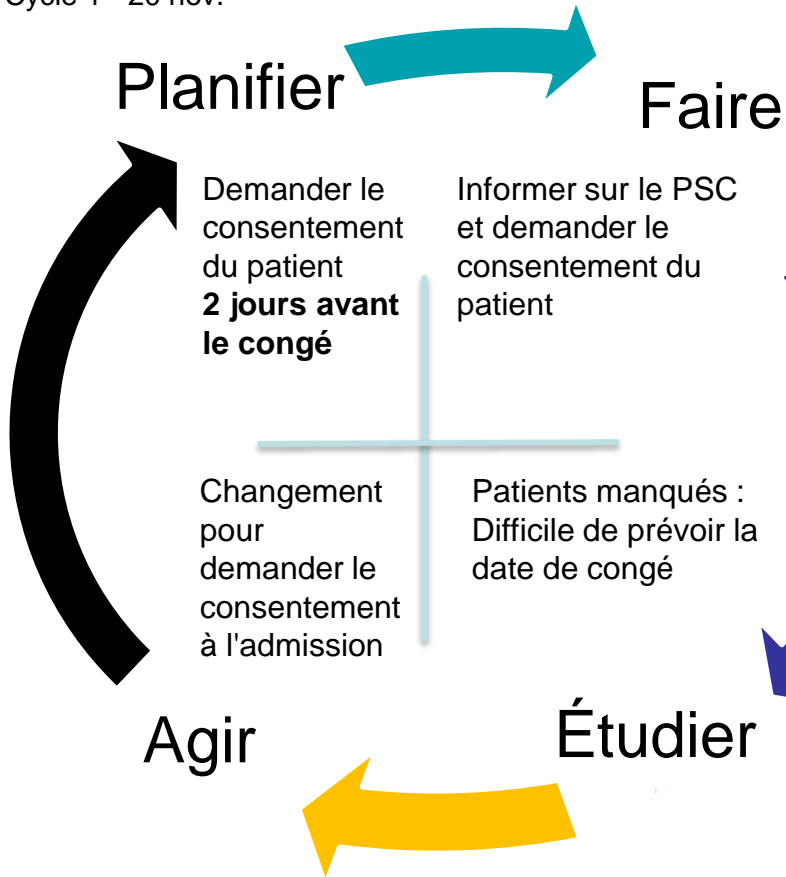 Planifier
Faire
Demander le
consentement
du patient
2 jours avant
le congé
Informer sur le PSC
et demander le
consentement du
patient
Changement
pour
demander le
consentement
à l'admission
Patients manqués :
Difficile de prévoir la
date de congé
Agir
Étudier